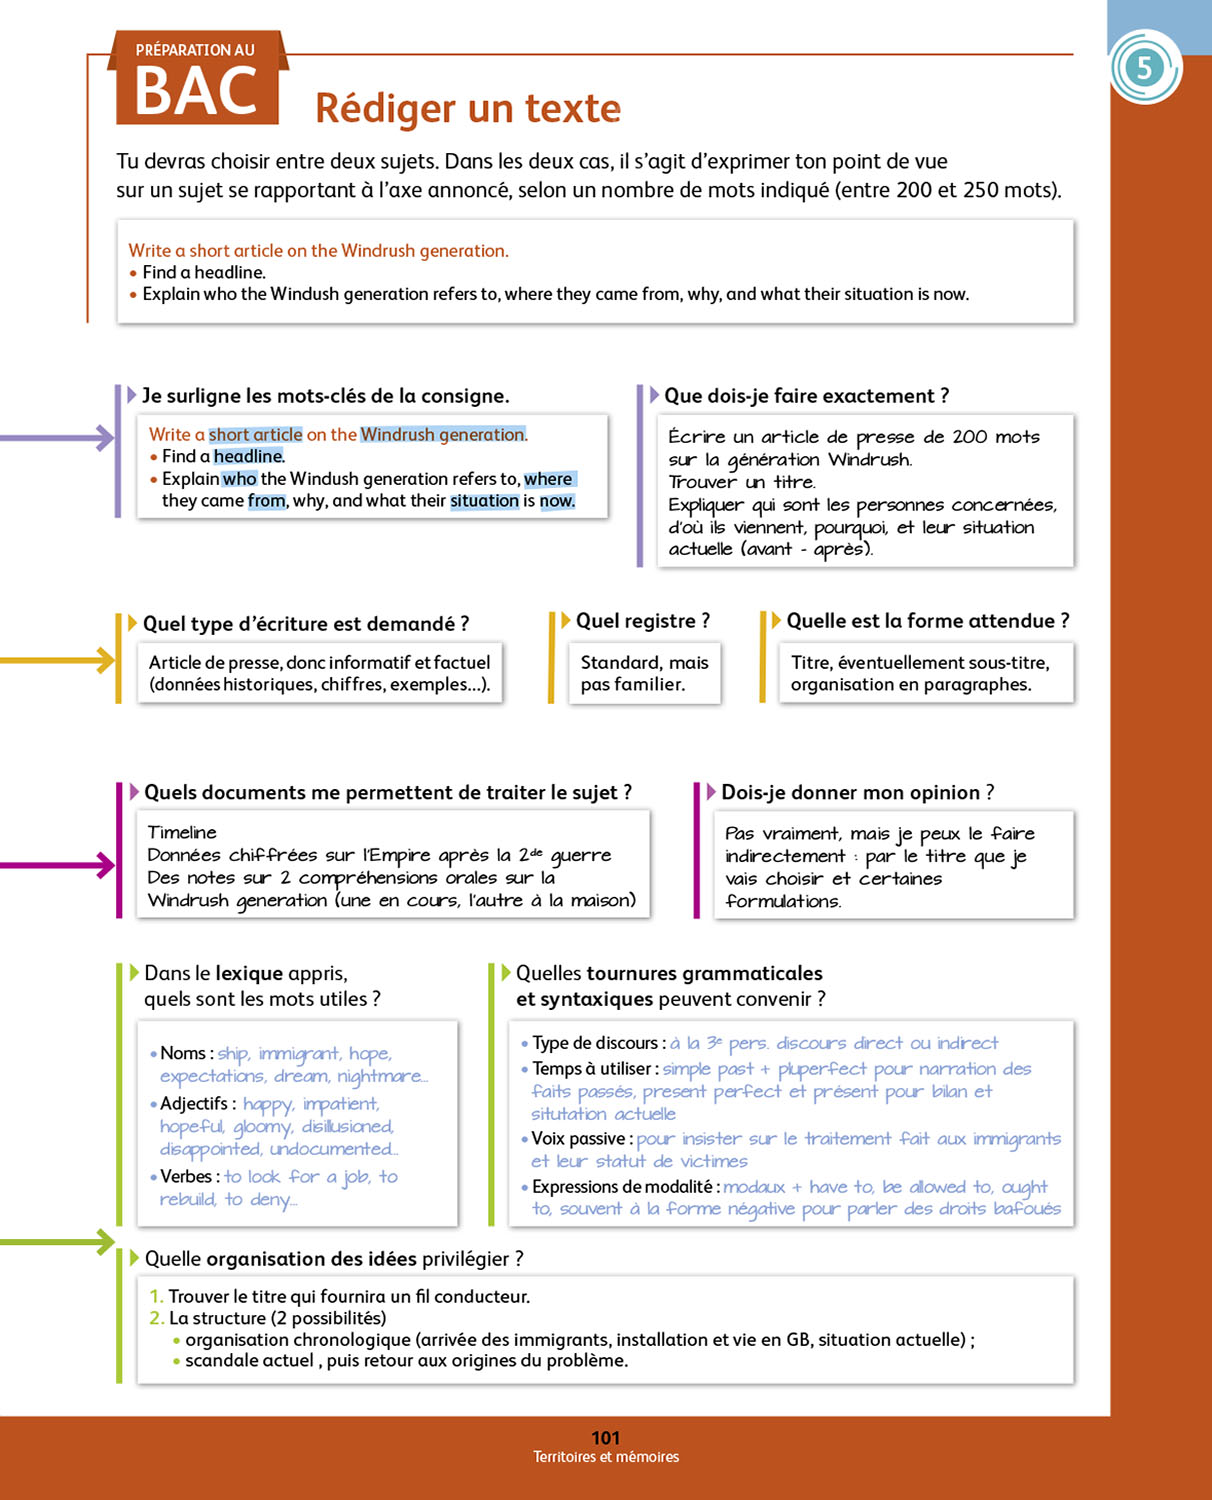 PRÉPARATION AU
BAC
5
Rédiger un texte
Tu devras choisir entre deux sujets. Dans les deux cas, il s'agit d'exprimer ton point de vue
sur un sujet se rapportant à l'axe annoncé, selon un nombre de mots indiqué (entre 200 et 250 mots).
Write a short article on the Windrush generation.
• Find a headline.
• Explain who the Windush generation refers to, where they came from, why, and what their situation is now.
Je surligne les mots-clés de la consigne.
Write a short article on the Windrush generation.
• Find a headline.
• Explain who the Windush generation refers to, where
they came from, why, and what their situation is now.
Que dois-je faire exactement ?
Écrire un article de presse de 200 mots
sur la génération Windrush.
Trouver un titre.
Expliquer qui sont les personnes concernées,
d'où ils viennent, pourquoi, et leur situation
actuelle (avant - après).
Quel type d'écriture est demandé ?
Article de presse, donc informatif et factuel
(données historiques, chiffres, exemples...).
Quel registre ?
Standard, mais
pas familier.
Quelle est la forme attendue ?
Titre, éventuellement sous-titre,
organisation en paragraphes.
Quels documents me permettent de traiter le sujet ?
Timeline
Données chiffrées sur l'Empire après la 2de guerre
Des notes sur 2 compréhensions orales sur la
Windrush generation (une en cours, l'autre à la maison)
Dois-je donner mon opinion ?
Pas vraiment, mais je peux le faire
indirectement : par le titre que je
vais choisir et certaines
formulations.
Dans le lexique appris,
quels sont les mots utiles ?
• Noms : ship, immigrant, hope,
expectations, dream, nightmare...
• Adjectifs : happy, impatient,
hopeful, gloomy, disillusioned,
disappointed, undocumented...
• Verbes : to look for a job, to
rebuild, to deny...
Quelles tournures grammaticales
et syntaxiques peuvent convenir ?
• Type de discours : à la 3e pers. discours direct ou indirect
• Temps à utiliser : simple past + pluperfect pour narration des
faits passés, present perfect et présent pour bilan et
situtation actuelle
• Voix passive : pour insister sur le traitement fait aux immigrants
et leur statut de victimes
• Expressions de modalité : modaux + have to, be allowed to, ought
to, souvent à la forme négative pour parler des droits bafoués
Quelle organisation des idées privilégier ?
1. Trouver le titre qui fournira un fil conducteur.
2. La structure (2 possibilités)
• organisation chronologique (arrivée des immigrants, installation et vie en GB, situation actuelle) ;
• scandale actuel , puis retour aux origines du problème.
101
Territoires et mémoires